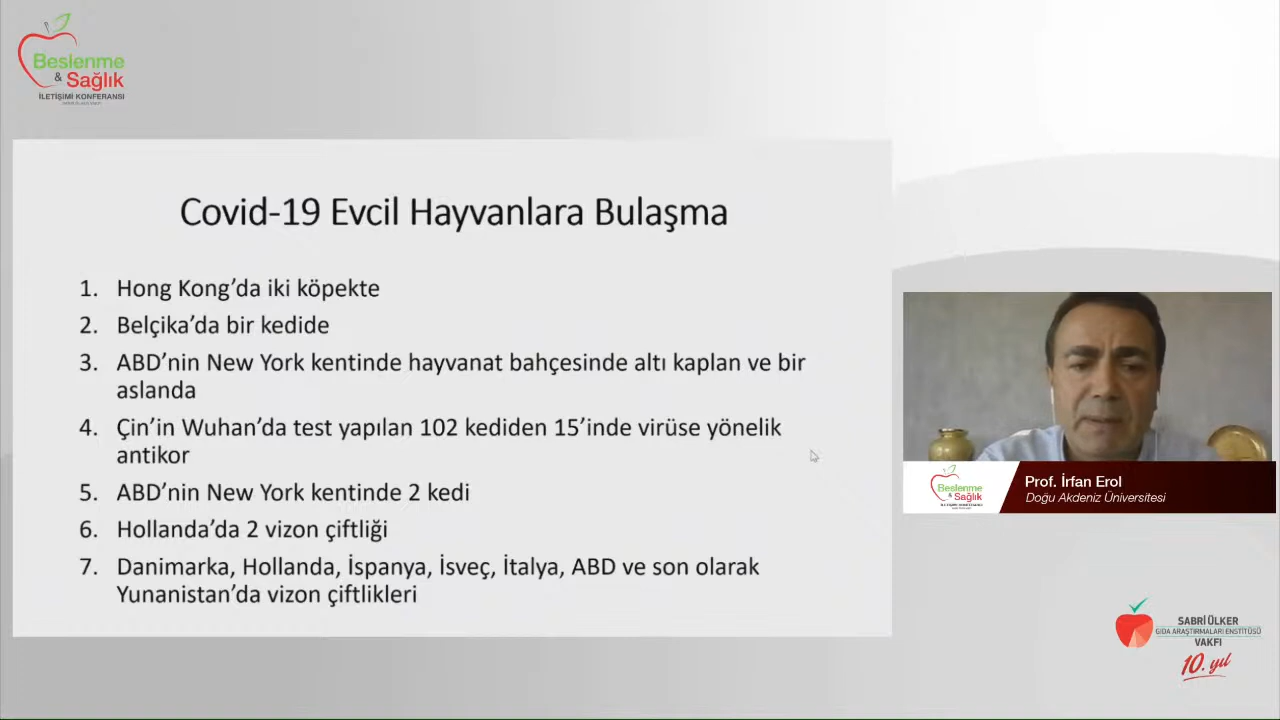 Beslenme
& Sağlık
İLETİŞİMİ KONFERANSI
Covid-19 Evcil Hayvanlara Bulaşma
1. Hong Kong’da iki köpekte
2. Belçika’da bir kedide
3. ABD’nin New York kentinde hayvanat bahçesinde altı kaplan ve bir
aslanda
4. Çin’in Wuhan’da test yapılan 102 kediden 15’inde virüse yönelik
antikor
5. ABD’nin New York kentinde 2 kedi
6. Hollanda’da 2 vizon çiftliği
7. Danimarka, Hollanda, İspanya, İsveç, İtalya, ABD ve son olarak
Yunanistan’da vizon çiftlikleri
Beslenme
& Sağlık
İLETİŞİMİ KONFERANSI
Prof. İrfan Erol
Doğu Akdeniz Üniversitesi
SABRİ ÜLKER
GIDA ARAŞTIRMALARI ENSTİTÜSÜ
VAKFI
10. yıl